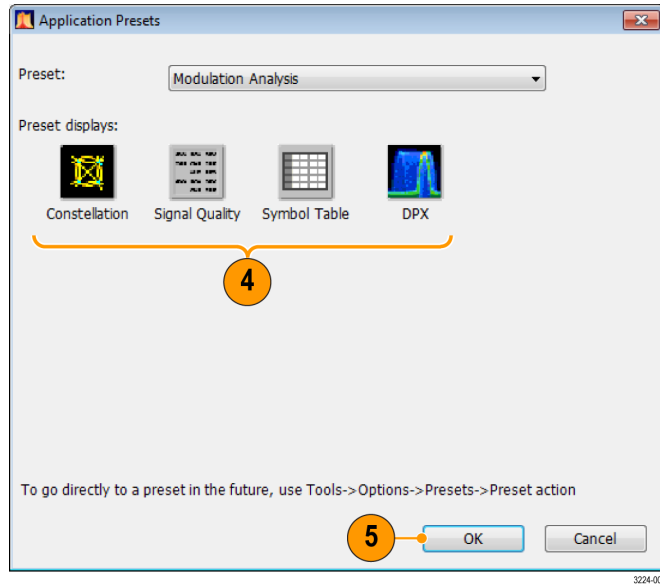 Application Presets
Preset:
Modulation Analysis
Preset displays:
Constellation
Signal Quality
Symbol Table
DPX
4
To go directly to a preset in the future, use Tools->Options->Presets->Preset action
5
OK
Cancel